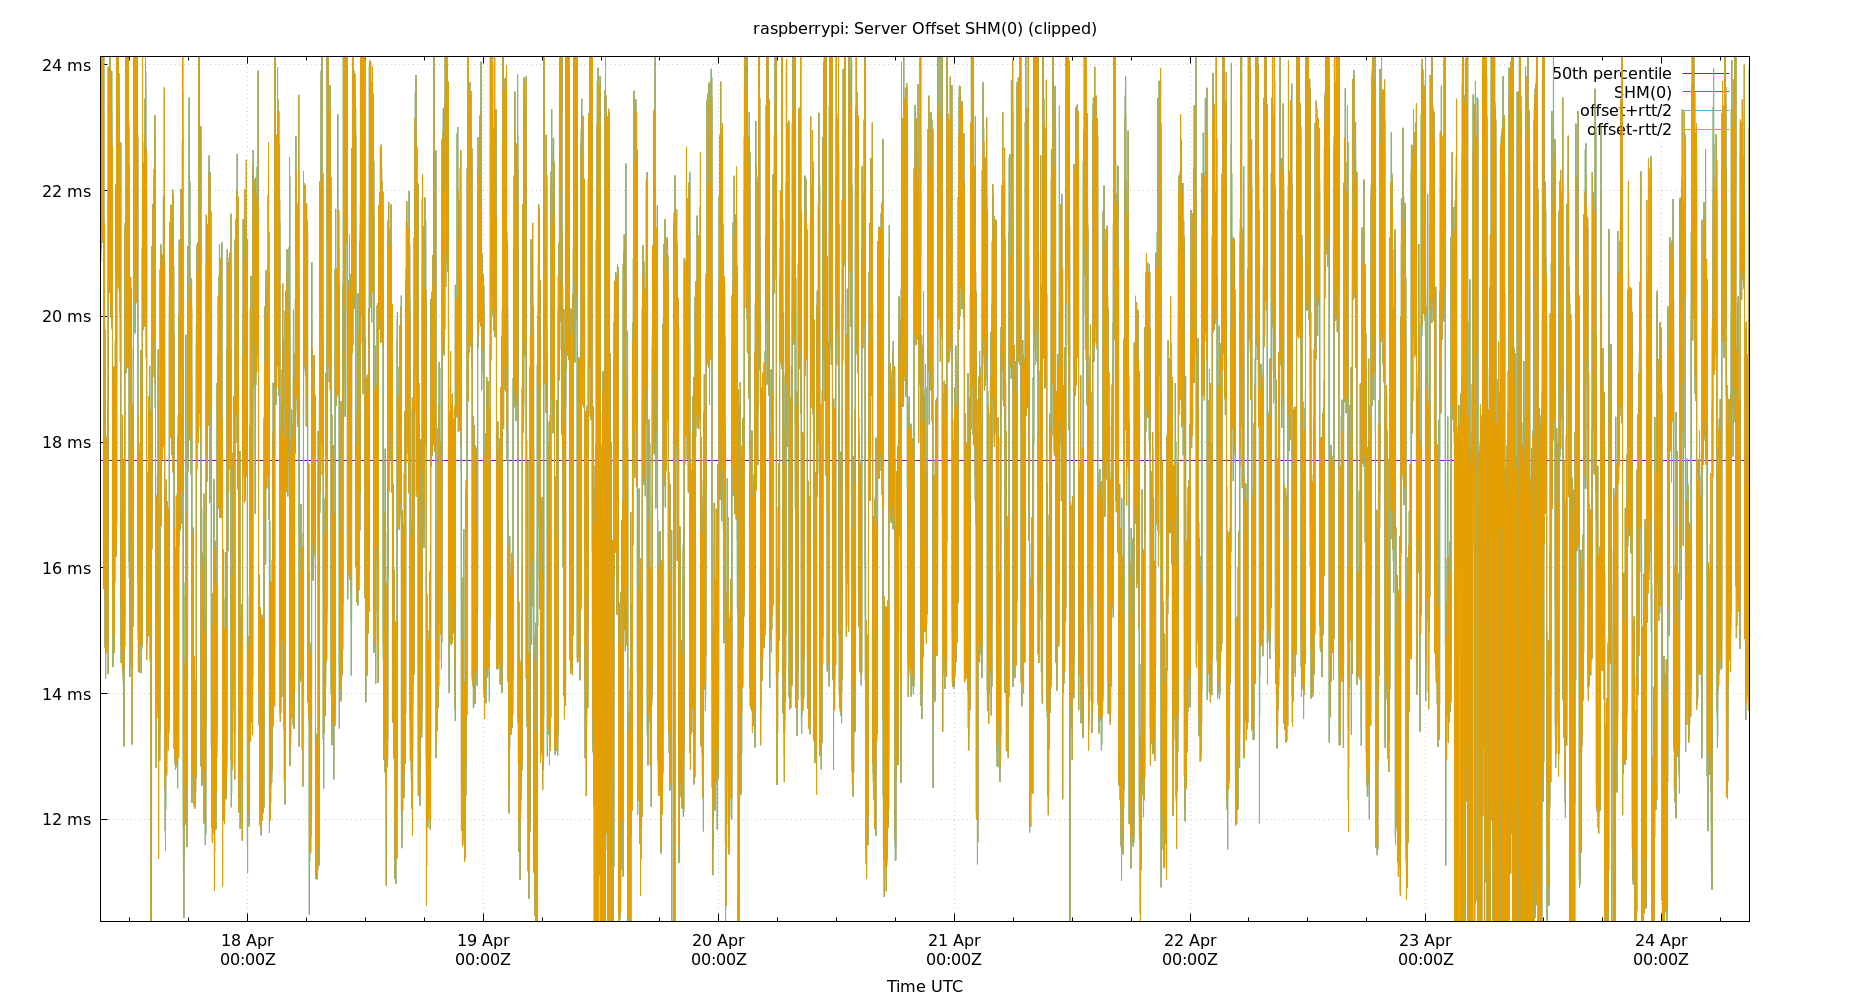 raspberrypi: Server Offset SHM(0) (clipped)
24 ms
22 ms
20 ms
18 ms
16 ms
14 ms
12 ms
50th percentile
SHM(0)
offset+rtt/2
offset-rtt/2
18 Apr
00:00Z
19 Apr
00:00Z
20 Apr
00:00Z
21 Apr
00:00Z
22 Apr
00:00Z
23 Apr
00:00Z
24 Apr
00:00Z
Time UTC